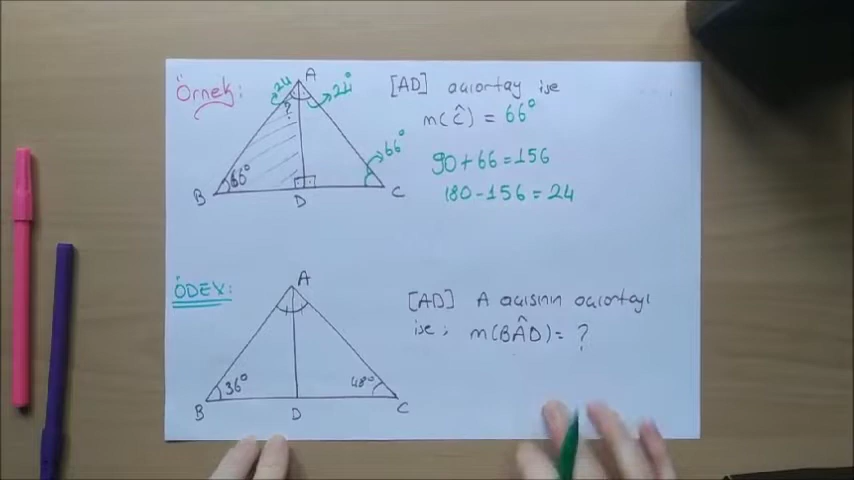 Örnek:
A
24
24°
?
66°
66°
B
D
C
[AD] açıortay ise
m(Ĉ) = 66°
90+66=156
180-156=24
ÖDEV:
A
36°
48°
B
D
C
[AD] A açısının açıortayı
ise; m(BÂD)= ?